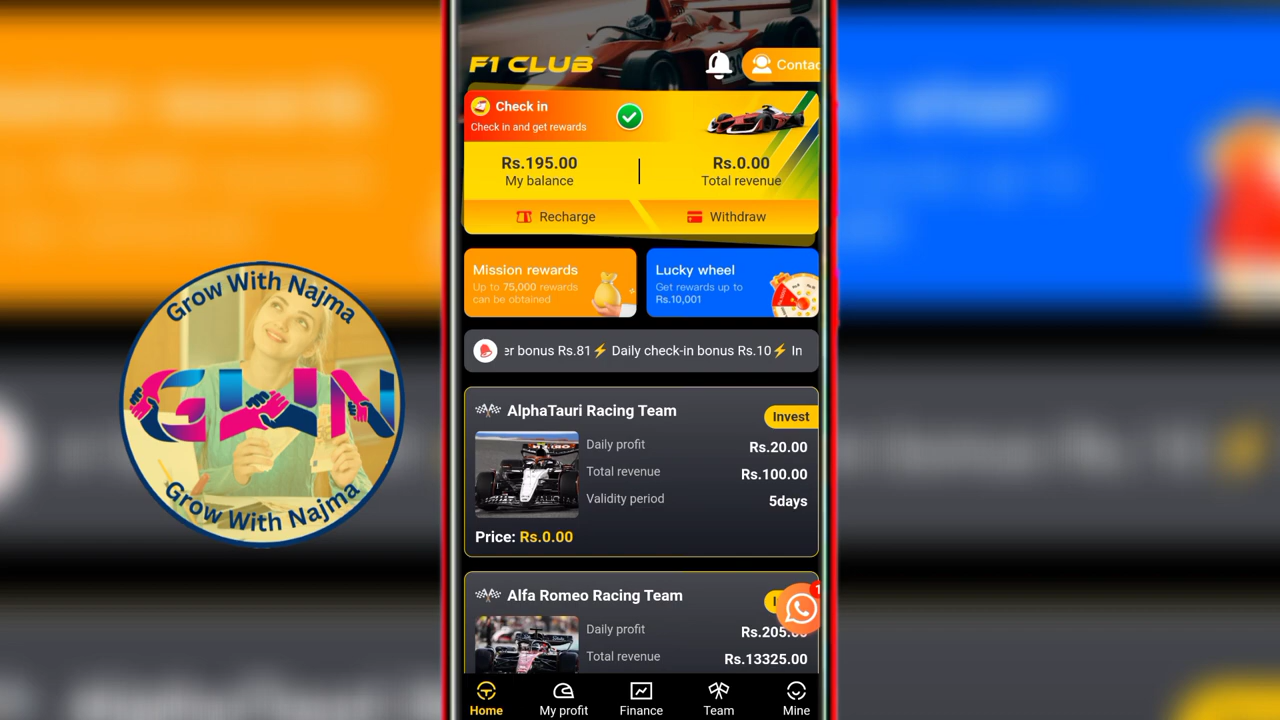 F1 CLUB
Contac
Check in
Check in and get rewards
Rs.195.00
My balance
Rs.0.00
Total revenue
Recharge
Withdraw
Mission rewards
Up to 75,000 rewards
can be obtained
Lucky wheel
Get rewards up to
Rs.10,001
er bonus Rs.81⚡ Daily check-in bonus Rs.10⚡ In
AlphaTauri Racing Team
Invest
Daily profit
Rs.20.00
Total revenue
Rs.100.00
Validity period
5days
Price: Rs.0.00
Alfa Romeo Racing Team
Daily profit
Rs.205.
Total revenue
Rs.13325.00
Home
My profit
Finance
Team
Mine
Grow With Najma
GWN
Grow With Najma